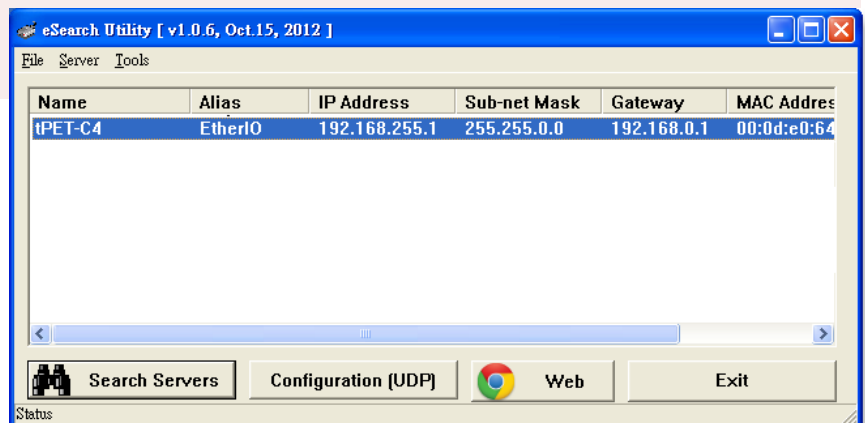 eSearch Utility [ v1.0.6, Oct.15, 2012 ]
File Server Tools
Name Alias IP Address Sub-net Mask Gateway MAC Addres
tPET-C4 EtherIO 192.168.255.1 255.255.0.0 192.168.0.1 00:0d:e0:64
Search Servers Configuration (UDP) Web Exit
Status